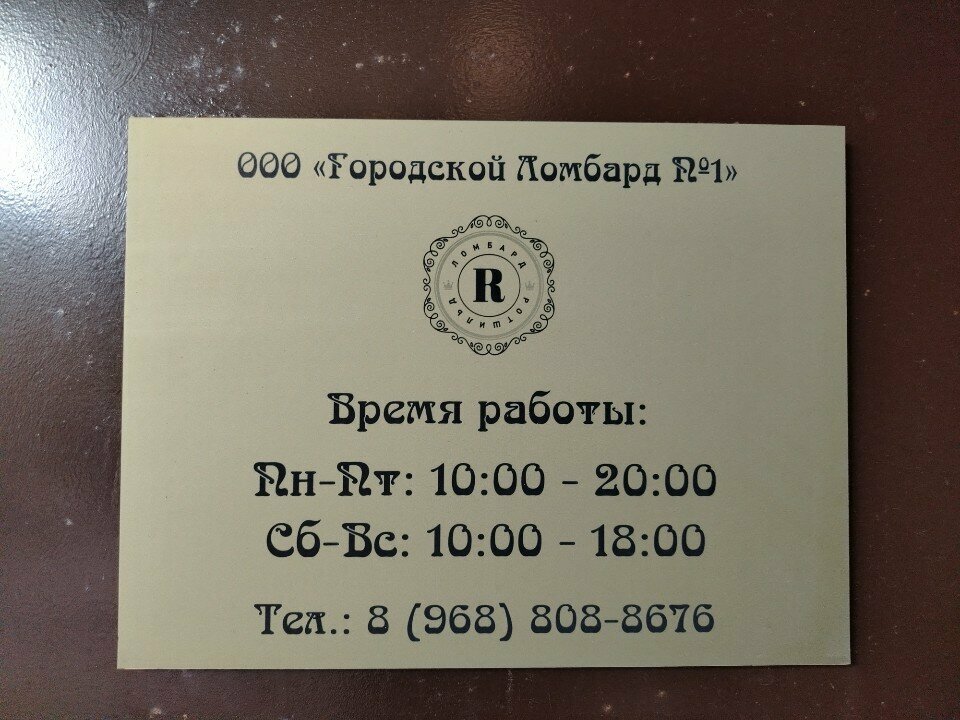 ООО «Городской Ломбард №1»
ЛОМБАРД
R
РОТШИЛЬД
Время работы:
Пн-Пт: 10:00 - 20:00
Сб-Вс: 10:00 - 18:00
Тел.: 8 (968) 808-8676